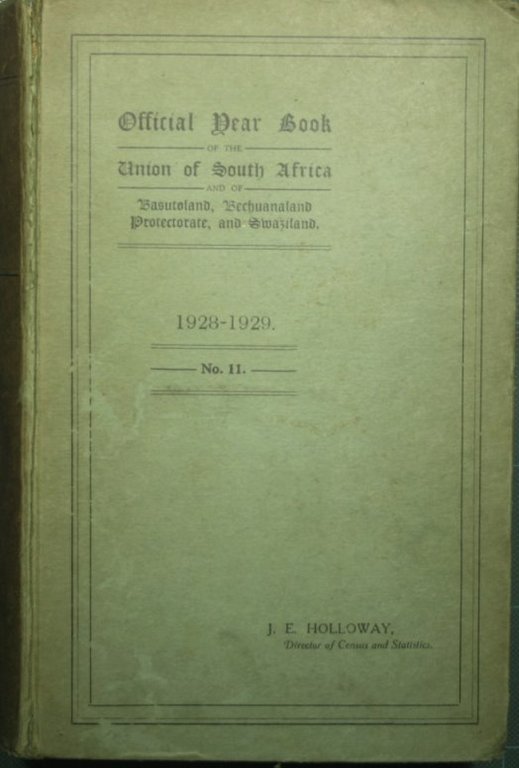 Official Year Book
OF THE
Union of South Africa
AND OF
Basutoland, Bechuanaland
Protectorate, and Swaziland.
1928-1929.
No. 11.
J. E. HOLLOWAY,
Director of Census and Statistics.